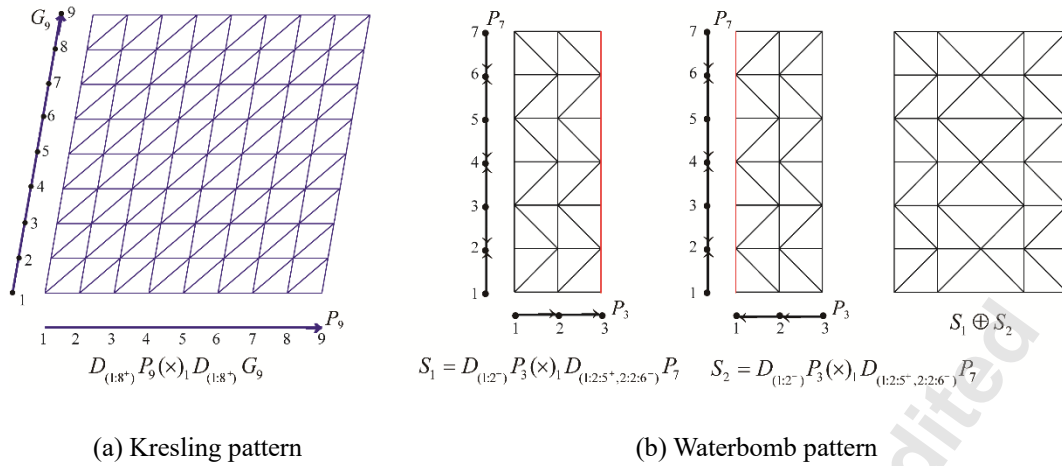 G₉
9
8
7
6
5
4
3
2
1
P₉
1 2 3 4 5 6 7 8 9
D₍₁:₈⁺₎ P₉(×)₁ D₍₁:₈⁺₎ G₉
P₇
7
6
5
4
3
2
1
P₃
1 2 3
S₁ = D₍₁:₂⁻₎ P₃(×)₁ D₍₁:₂:₅⁺,₂:₂:₆⁻₎ P₇
P₇
7
6
5
4
3
2
1
P₃
1 2 3
S₂ = D₍₁:₂⁻₎ P₃(×)₁ D₍₁:₂:₅⁺,₂:₂:₆⁻₎ P₇
S₁ ⊕ S₂
(a) Kresling pattern
(b) Waterbomb pattern
dited